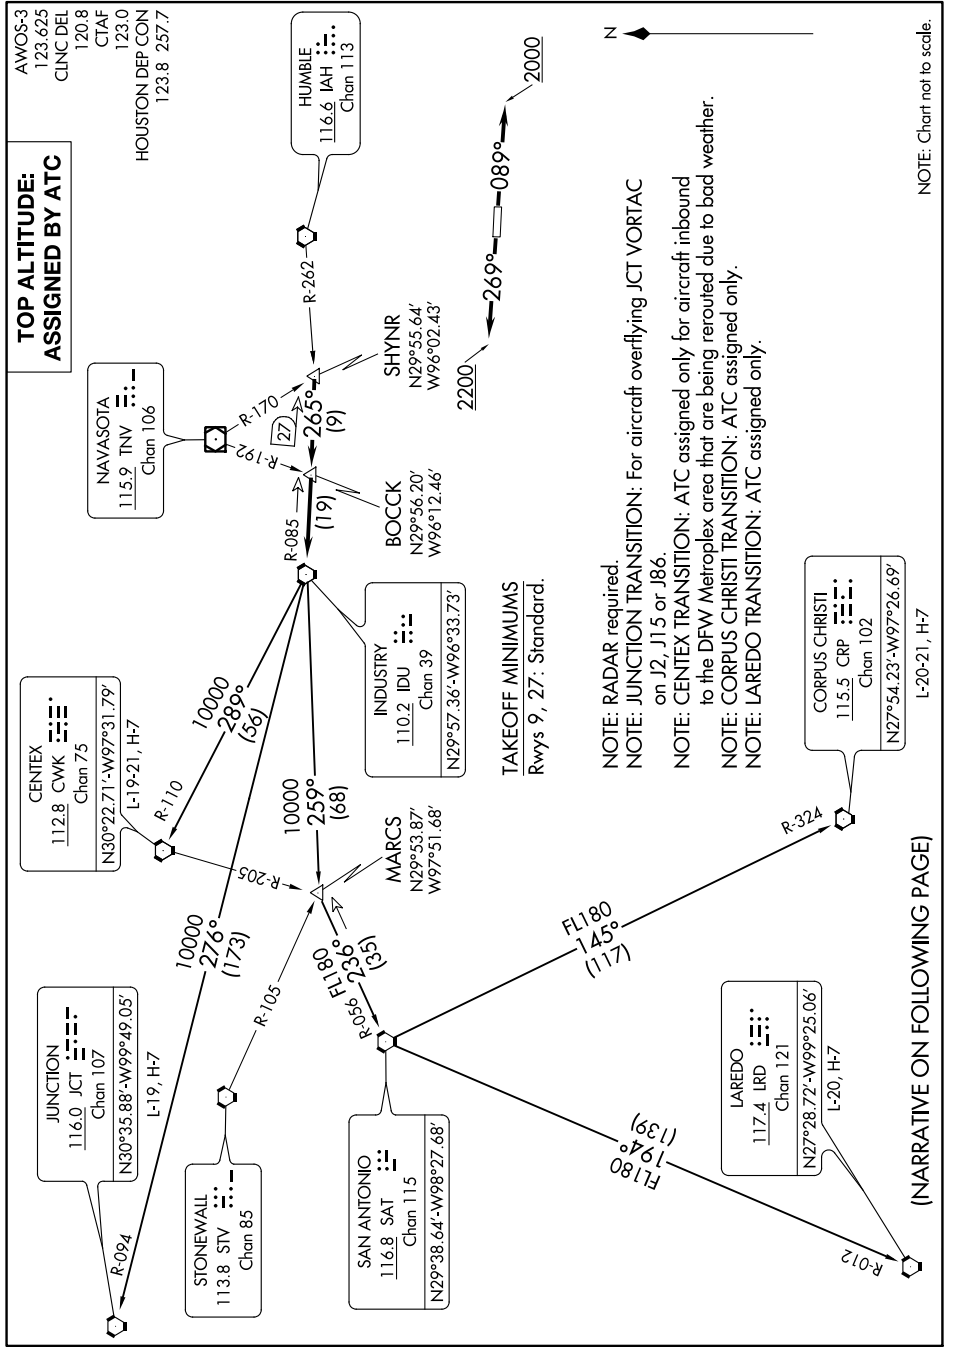 TOP ALTITUDE:
ASSIGNED BY ATC
AWOS-3
123.625
CLNC DEL
120.8
CTAF
123.0
HOUSTON DEP CON
123.8 257.7
JUNCTION
116.0 JCT
Chan 107
N30°35.88'-W99°49.05'
L-19, H-7
CENTEX
112.8 CWK
Chan 75
N30°22.71'-W97°31.79'
L-19-21, H-7
NAVASOTA
115.9 TNV
Chan 106
HUMBLE
116.6 IAH
Chan 113
R-094
10000
276°
(173)
R-110
10000
289°
(56)
R-205
R-192
R-170
27
R-262
STONEWALL
113.8 STV
Chan 85
R-105
10000
259°
(68)
R-085
(19)
265°
(9)
SHYNR
N29°55.64'
W96°02.43'
BOCCK
N29°56.20'
W96°12.46'
INDUSTRY
110.2 IDU
Chan 39
N29°57.36'-W96°33.73'
MARCS
N29°53.87'
W97°51.68'
SAN ANTONIO
116.8 SAT
Chan 115
N29°38.64'-W98°27.68'
R-056
FL180
236°
(35)
2200
269°
089°
2000
TAKEOFF MINIMUMS
Rwys 9, 27: Standard.
N
NOTE: RADAR required.
NOTE: JUNCTION TRANSITION: For aircraft overflying JCT VORTAC
on J2, J15 or J86.
NOTE: CENTEX TRANSITION: ATC assigned only for aircraft inbound
to the DFW Metroplex area that are being rerouted due to bad weather.
NOTE: CORPUS CHRISTI TRANSITION: ATC assigned only.
NOTE: LAREDO TRANSITION: ATC assigned only.
FL180
145°
(117)
R-324
CORPUS CHRISTI
115.5 CRP
Chan 102
N27°54.23'-W97°26.69'
L-20-21, H-7
FL180
194°
(139)
R-012
LAREDO
117.4 LRD
Chan 121
N27°28.72'-W99°25.06'
L-20, H-7
(NARRATIVE ON FOLLOWING PAGE)
NOTE: Chart not to scale.